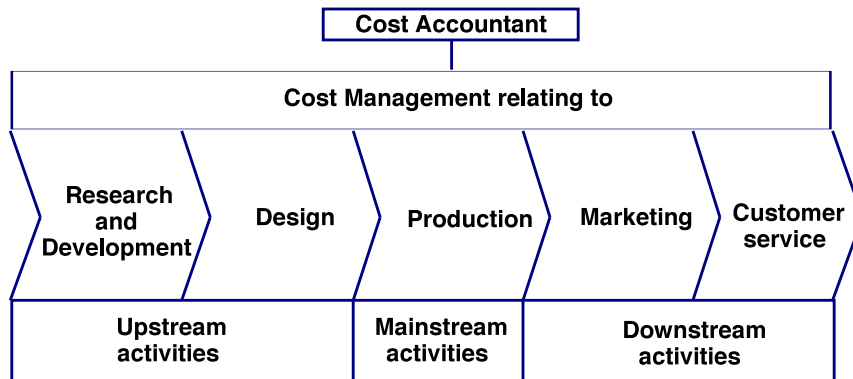 Cost Accountant
Cost Management relating to
Research
and
Development
Design
Production
Marketing
Customer
service
Upstream
activities
Mainstream
activities
Downstream
activities